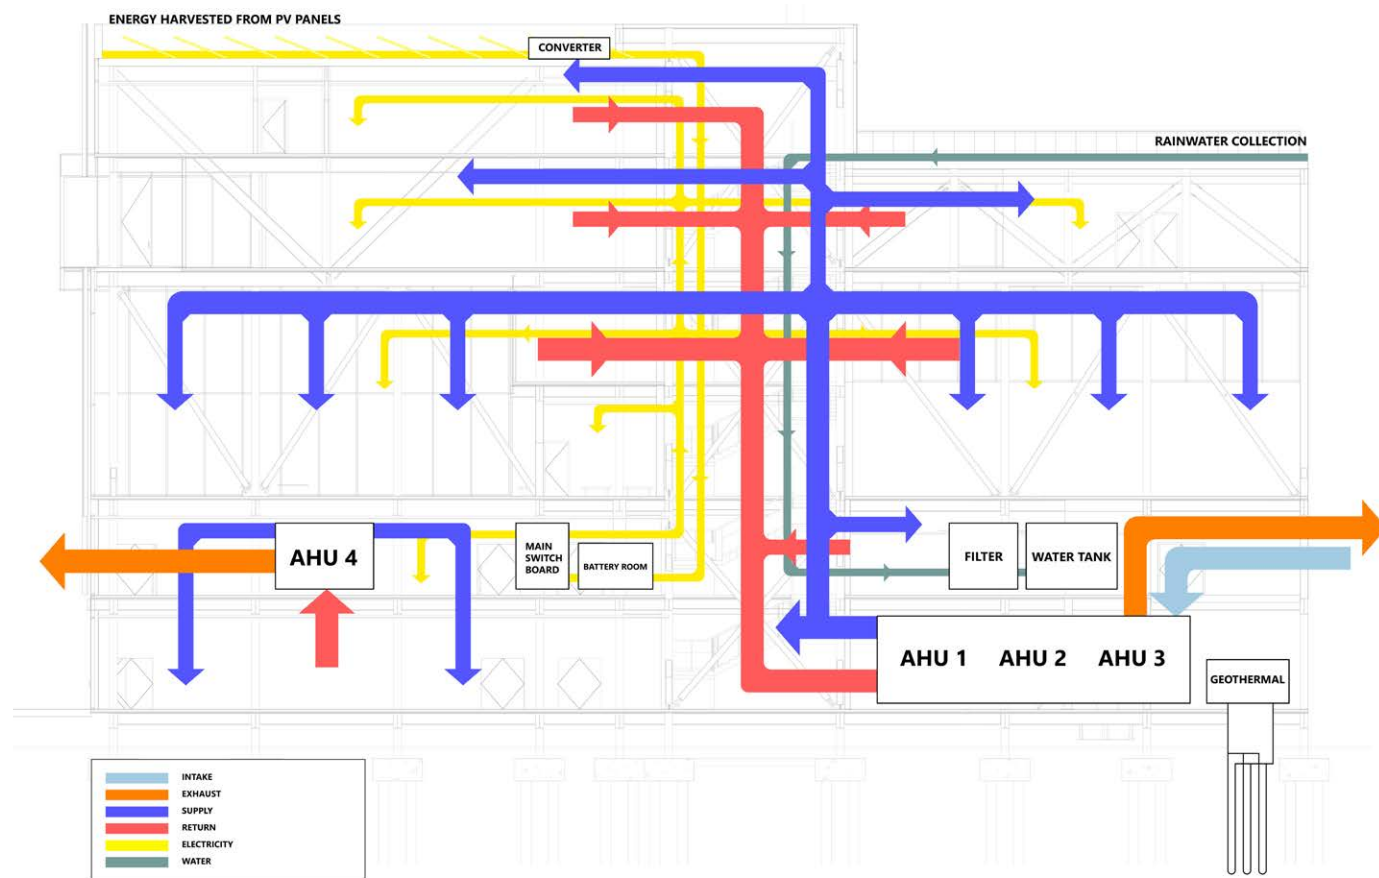 ENERGY HARVESTED FROM PV PANELS
CONVERTER
RAINWATER COLLECTION
AHU 4
MAIN
SWITCH
BOARD
BATTERY ROOM
FILTER
WATER TANK
AHU 1
AHU 2
AHU 3
GEOTHERMAL
INTAKE
EXHAUST
SUPPLY
RETURN
ELECTRICITY
WATER